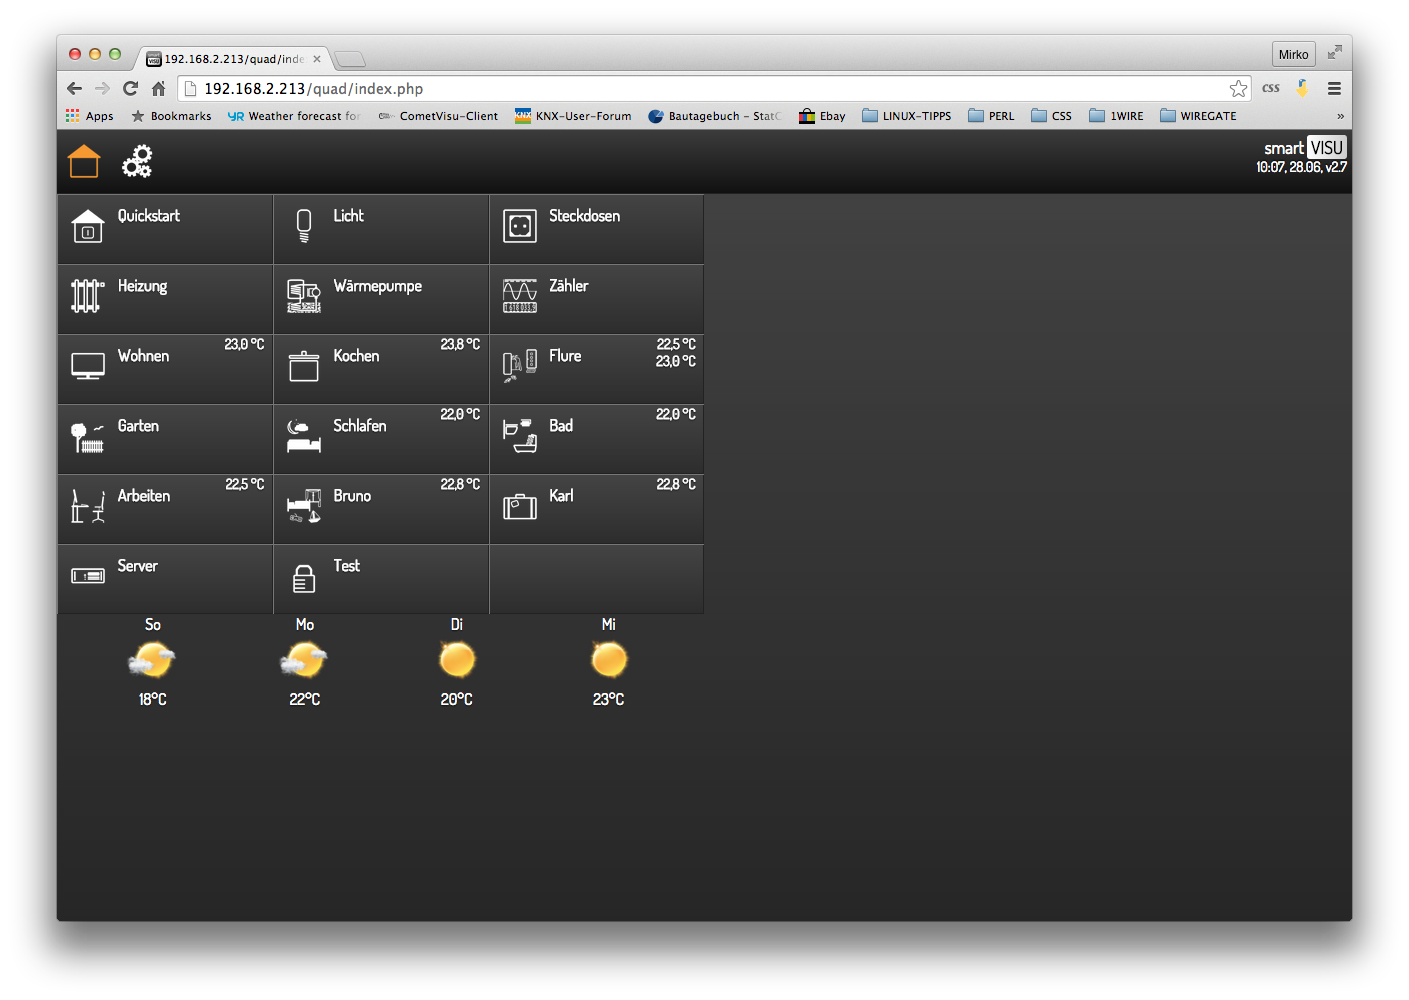 192.168.2.213/quad/inde
Mirko
192.168.2.213/quad/index.php
css
Apps Bookmarks YR Weather forecast for CometVisu-Client KNX KNX-User-Forum Bautagebuch - Stat Ebay LINUX-TIPPS PERL CSS 1WIRE WIREGATE »
smart VISU
10:07, 28.06, v2.7
Quickstart Licht Steckdosen
Heizung Wärmepumpe Zähler
Wohnen 23,0 °C Kochen 23,8 °C Flure 22,5 °C
23,0 °C
Garten Schlafen 22,0 °C Bad 22,0 °C
Arbeiten 22,5 °C Bruno 22,8 °C Karl 22,8 °C
Server Test
So Mo Di Mi
18°C 22°C 20°C 23°C